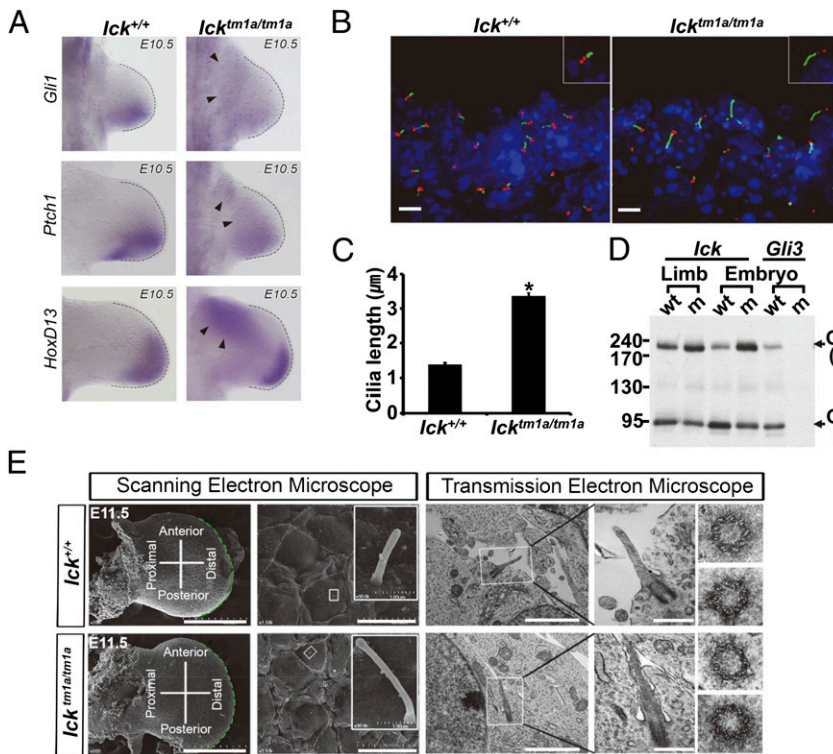 A
Ick+/+
Icktm1a/tm1a
Gli1
E10.5
E10.5
Ptch1
E10.5
E10.5
HoxD13
E10.5
E10.5
B
Ick+/+
Icktm1a/tm1a
C
Cilia length (μm)
4
3
2
1
0
*
Ick+/+
Icktm1a/tm1a
D
Ick
Gli3
Limb
Embryo
wt
m
wt
m
wt
m
240
170
130
95
E
Scanning Electron Microscope
Transmission Electron Microscope
Ick+/+
E11.5
Anterior
Proximal
Distal
Posterior
Ick tm1a/tm1a
E11.5
Anterior
Proximal
Distal
Posterior